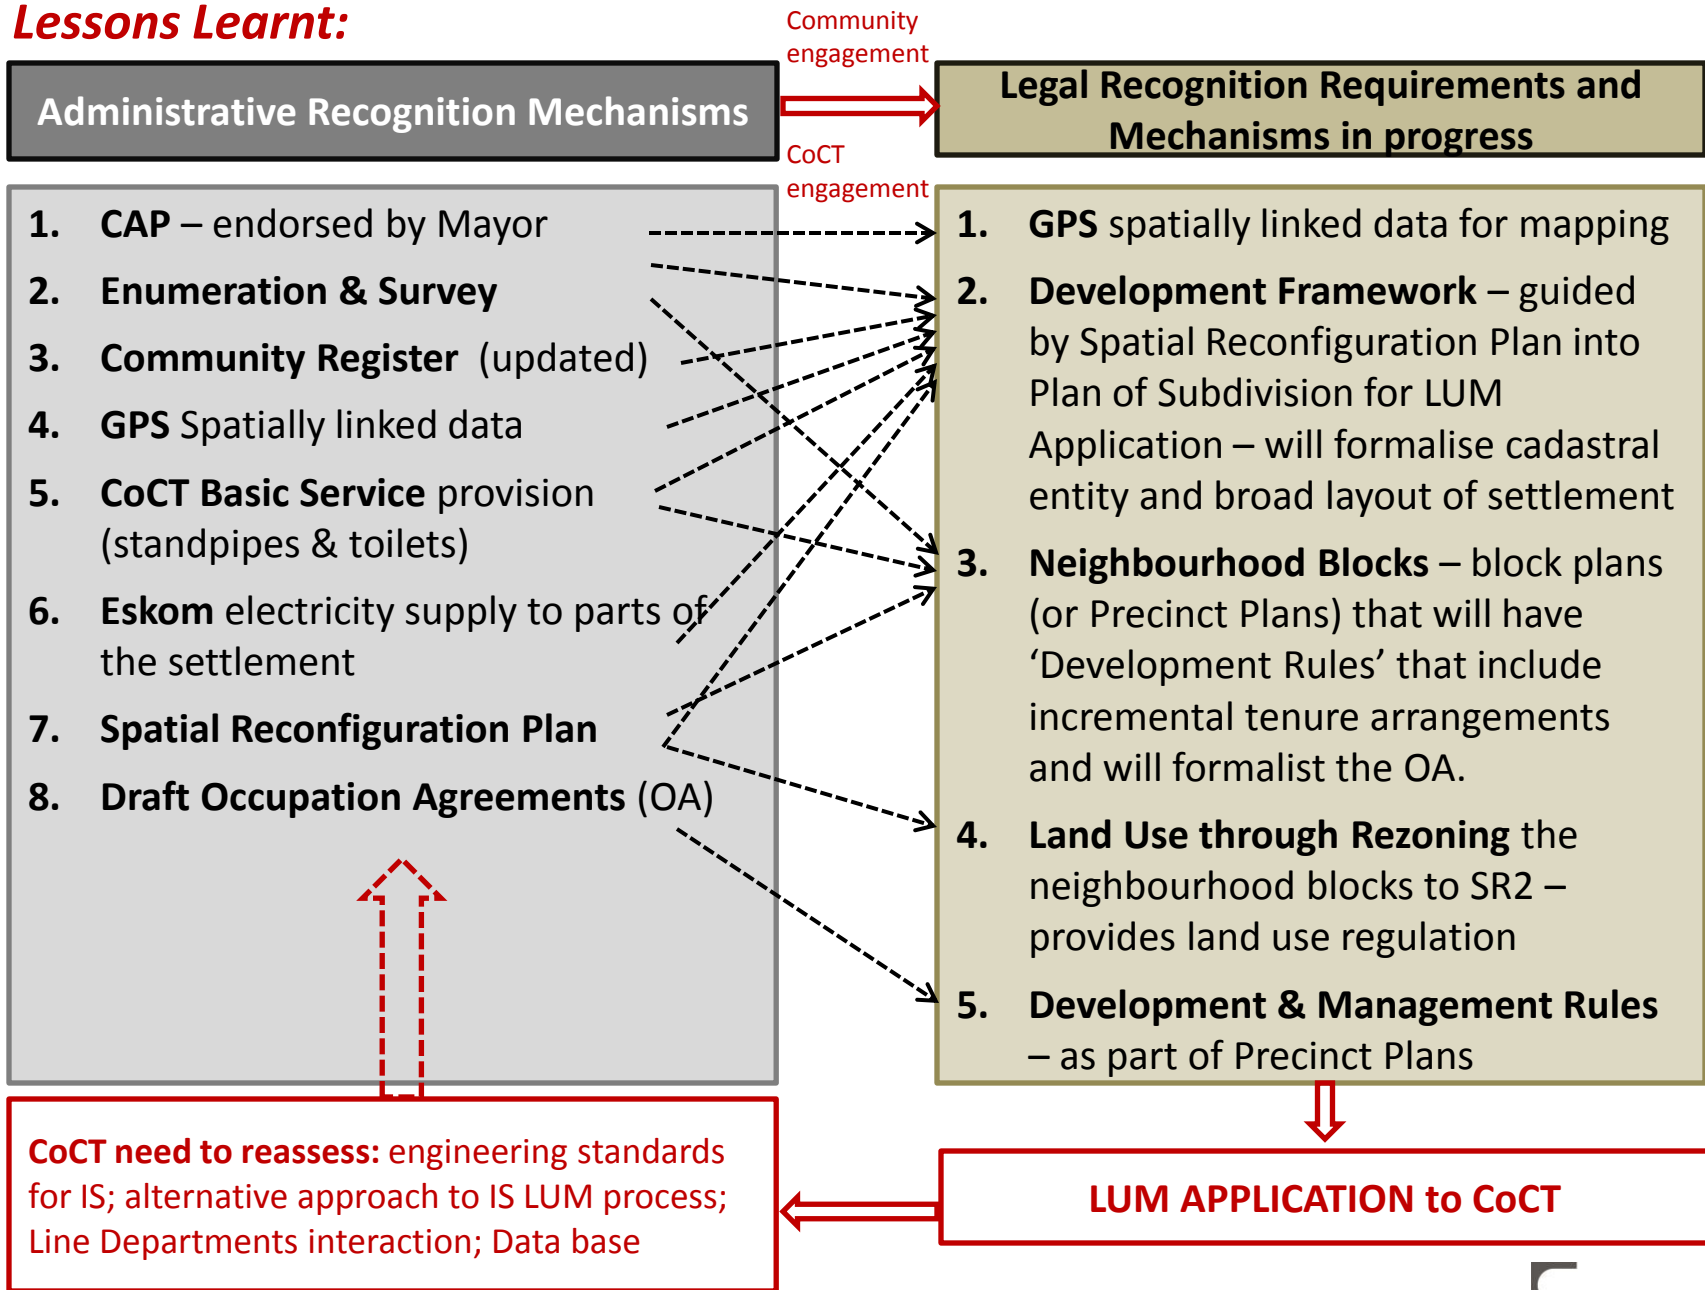 Lessons Learnt:
Community
engagement
Administrative Recognition Mechanisms
Legal Recognition Requirements and
Mechanisms in progress
CoCT
engagement
1. CAP – endorsed by Mayor
2. Enumeration & Survey
3. Community Register (updated)
4. GPS Spatially linked data
5. CoCT Basic Service provision
(standpipes & toilets)
6. Eskom electricity supply to parts of
the settlement
7. Spatial Reconfiguration Plan
8. Draft Occupation Agreements (OA)
1. GPS spatially linked data for mapping
2. Development Framework – guided
by Spatial Reconfiguration Plan into
Plan of Subdivision for LUM
Application – will formalise cadastral
entity and broad layout of settlement
3. Neighbourhood Blocks – block plans
(or Precinct Plans) that will have
‘Development Rules’ that include
incremental tenure arrangements
and will formalist the OA.
4. Land Use through Rezoning the
neighbourhood blocks to SR2 –
provides land use regulation
5. Development & Management Rules
– as part of Precinct Plans
CoCT need to reassess: engineering standards
for IS; alternative approach to IS LUM process;
Line Departments interaction; Data base
LUM APPLICATION to CoCT